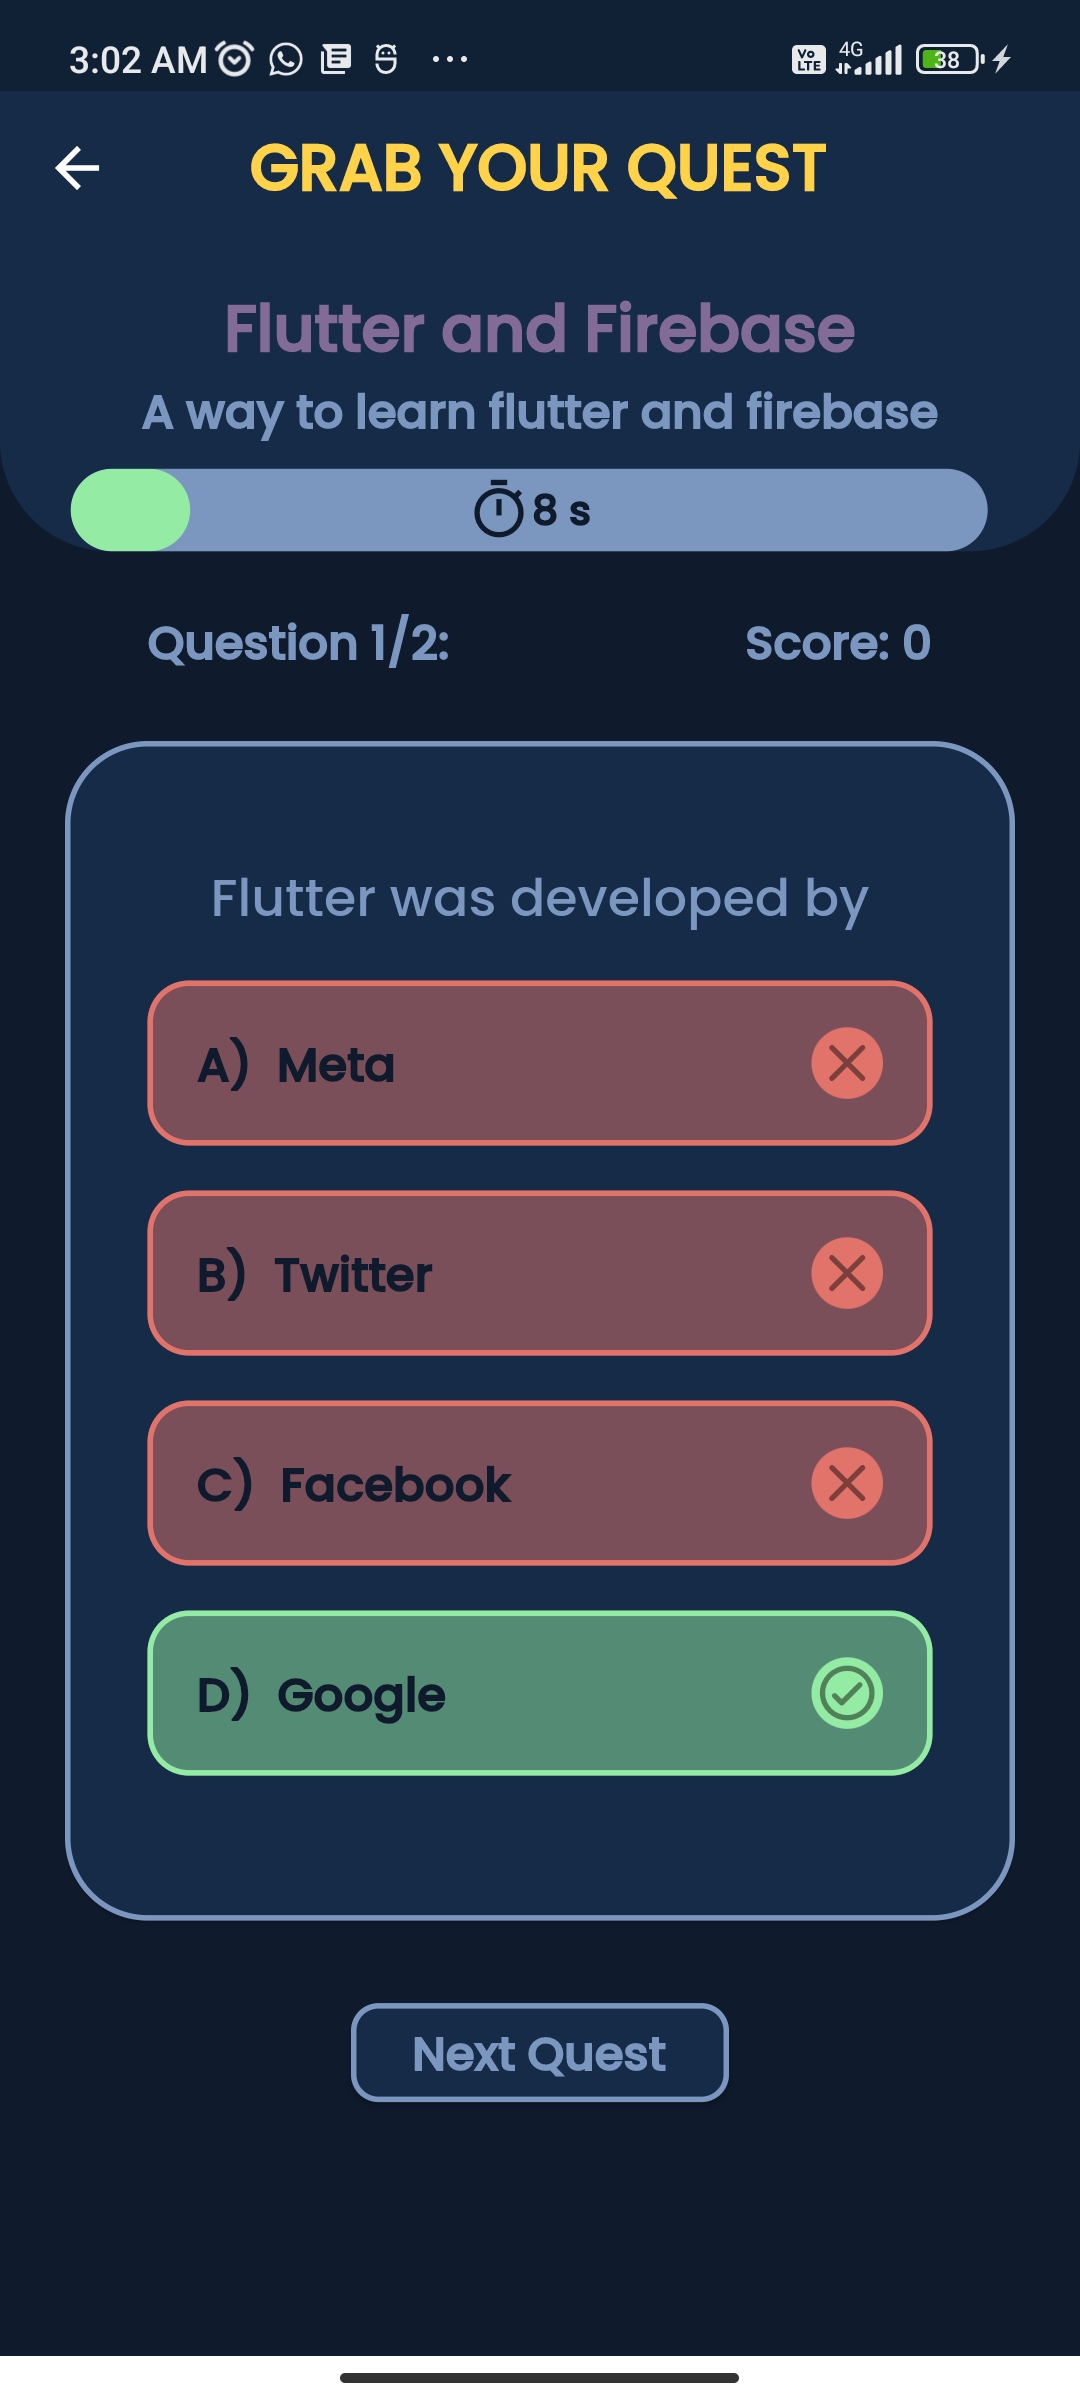 3:02 AM
Vo LTE 4G 38
GRAB YOUR QUEST
Flutter and Firebase
A way to learn flutter and firebase
8 s
Question 1/2: Score: 0
Flutter was developed by
A) Meta
B) Twitter
C) Facebook
D) Google
Next Quest